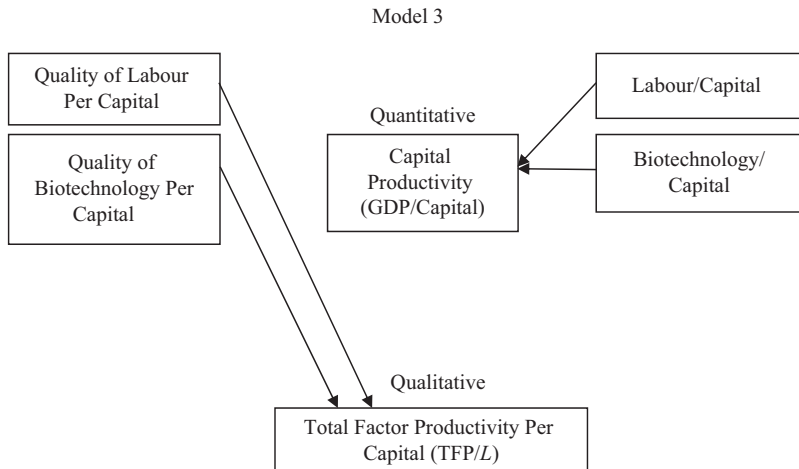 Model 3
Quality of Labour
Per Capital
Quality of
Biotechnology Per
Capital
Quantitative
Capital
Productivity
(GDP/Capital)
Labour/Capital
Biotechnology/
Capital
Qualitative
Total Factor Productivity Per
Capital (TFP/L)